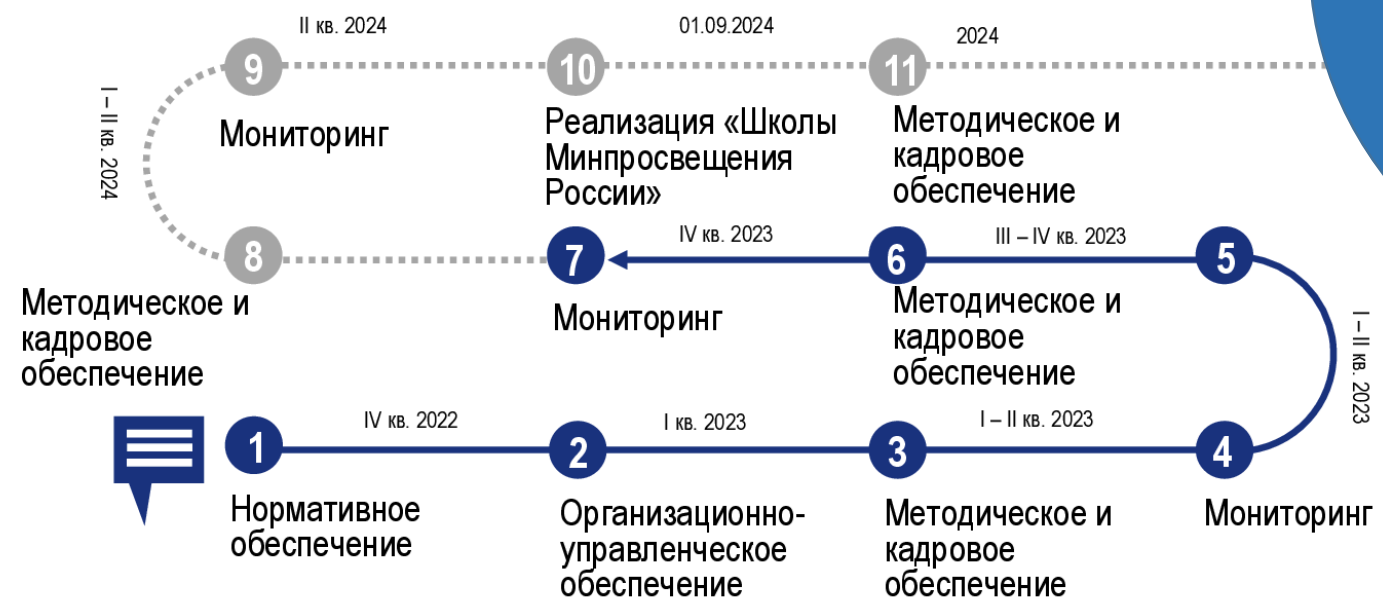 II кв. 2024
01.09.2024
2024
9
10
11
I – II кв. 2024
Мониторинг
Реализация «Школы
Минпросвещения
России»
Методическое и
кадровое
обеспечение
IV кв. 2023
III – IV кв. 2023
8
7
6
5
Методическое и
кадровое
обеспечение
Мониторинг
Методическое и
кадровое
обеспечение
I – II кв. 2023
IV кв. 2022
I кв. 2023
I – II кв. 2023
1
2
3
4
Нормативное
обеспечение
Организационно-
управленческое
обеспечение
Методическое и
кадровое
обеспечение
Мониторинг